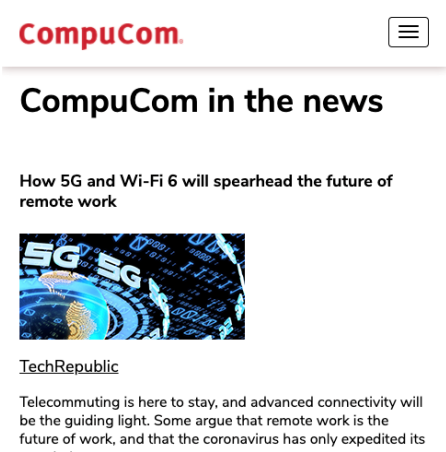 CompuCom
CompuCom in the news
How 5G and Wi-Fi 6 will spearhead the future of
remote work
5G 5G
TechRepublic
Telecommuting is here to stay, and advanced connectivity will
be the guiding light. Some argue that remote work is the
future of work, and that the coronavirus has only expedited its